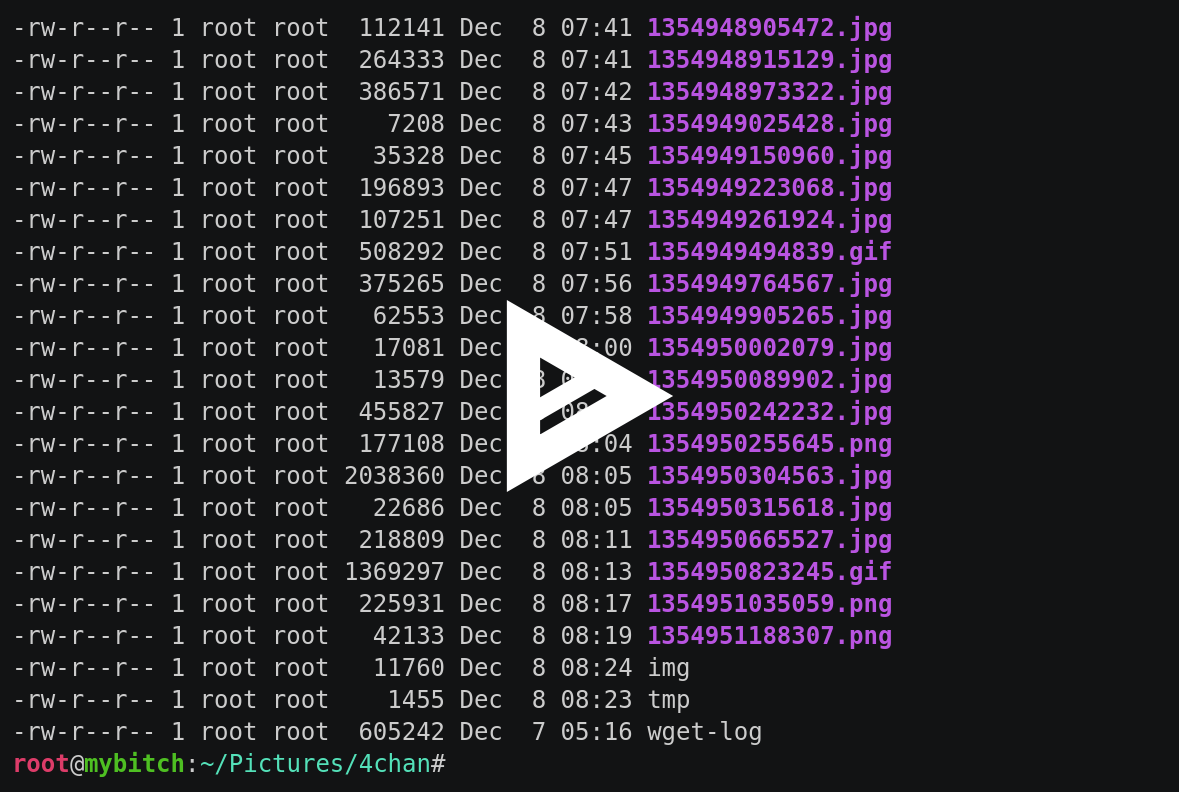 -rw-r--r-- 1 root root  112141 Dec  8 07:41 1354948905472.jpg
-rw-r--r-- 1 root root  264333 Dec  8 07:41 1354948915129.jpg
-rw-r--r-- 1 root root  386571 Dec  8 07:42 1354948973322.jpg
-rw-r--r-- 1 root root    7208 Dec  8 07:43 1354949025428.jpg
-rw-r--r-- 1 root root   35328 Dec  8 07:45 1354949150960.jpg
-rw-r--r-- 1 root root  196893 Dec  8 07:47 1354949223068.jpg
-rw-r--r-- 1 root root  107251 Dec  8 07:47 1354949261924.jpg
-rw-r--r-- 1 root root  508292 Dec  8 07:51 1354949494839.gif
-rw-r--r-- 1 root root  375265 Dec  8 07:56 1354949764567.jpg
-rw-r--r-- 1 root root   62553 Dec  8 07:58 1354949905265.jpg
-rw-r--r-- 1 root root   17081 Dec :00 1354950002079.jpg
-rw-r--r-- 1 root root   13579 Dec  8 1354950089902.jpg
-rw-r--r-- 1 root root  455827 Dec 08 1354950242232.jpg
-rw-r--r-- 1 root root  177108 Dec :04 1354950255645.png
-rw-r--r-- 1 root root 2038360 Dec  8 08:05 1354950304563.jpg
-rw-r--r-- 1 root root   22686 Dec  8 08:05 1354950315618.jpg
-rw-r--r-- 1 root root  218809 Dec  8 08:11 1354950665527.jpg
-rw-r--r-- 1 root root 1369297 Dec  8 08:13 1354950823245.gif
-rw-r--r-- 1 root root  225931 Dec  8 08:17 1354951035059.png
-rw-r--r-- 1 root root   42133 Dec  8 08:19 1354951188307.png
-rw-r--r-- 1 root root   11760 Dec  8 08:24 img
-rw-r--r-- 1 root root    1455 Dec  8 08:23 tmp
-rw-r--r-- 1 root root  605242 Dec  7 05:16 wget-log
root@mybitch:~/Pictures/4chan#